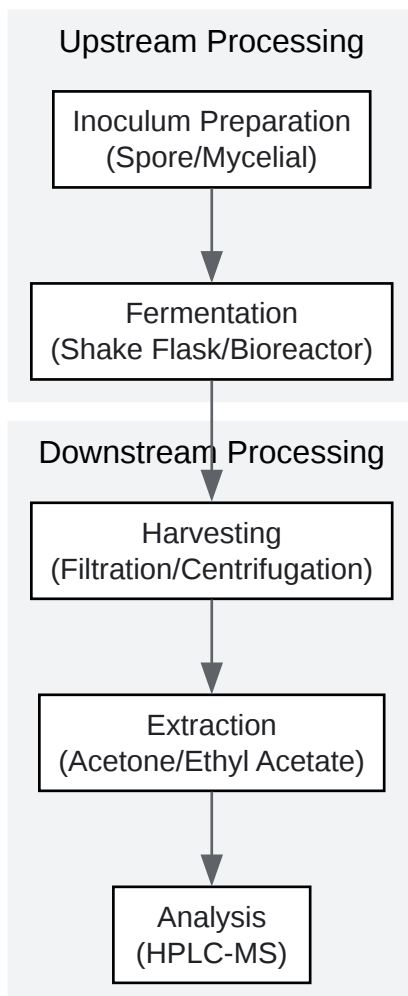 Upstream Processing
Inoculum Preparation
(Spore/Mycelial)
Fermentation
(Shake Flask/Bioreactor)
Downstream Processing
Harvesting
(Filtration/Centrifugation)
Extraction
(Acetone/Ethyl Acetate)
Analysis
(HPLC-MS)